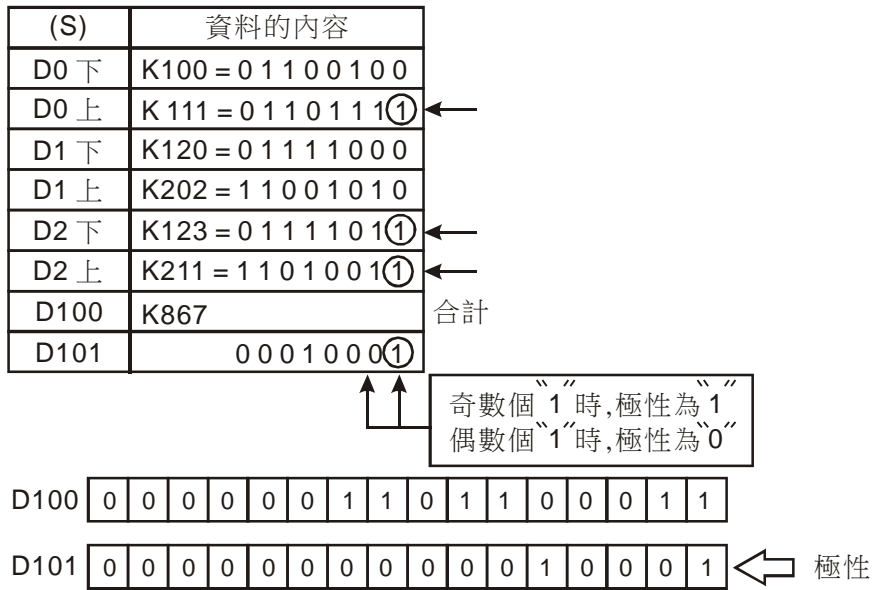 (S) 資料的內容
D0 下 K100 = 0 1 1 0 0 1 0 0
D0 上 K 111 = 0 1 1 0 1 1 1 1
D1 下 K120 = 0 1 1 1 1 0 0 0
D1 上 K202 = 1 1 0 0 1 0 1 0
D2 下 K123 = 0 1 1 1 1 0 1 1
D2 上 K211 = 1 1 0 1 0 0 1 1
D100 K867 合計
D101 0 0 0 1 0 0 0 1
奇數個〝1〞時,極性為〝1〞
偶數個〝1〞時,極性為〝0〞
D100 0 0 0 0 0 0 1 1 0 1 1 0 0 0 1 1
D101 0 0 0 0 0 0 0 0 0 0 0 1 0 0 0 1 極性